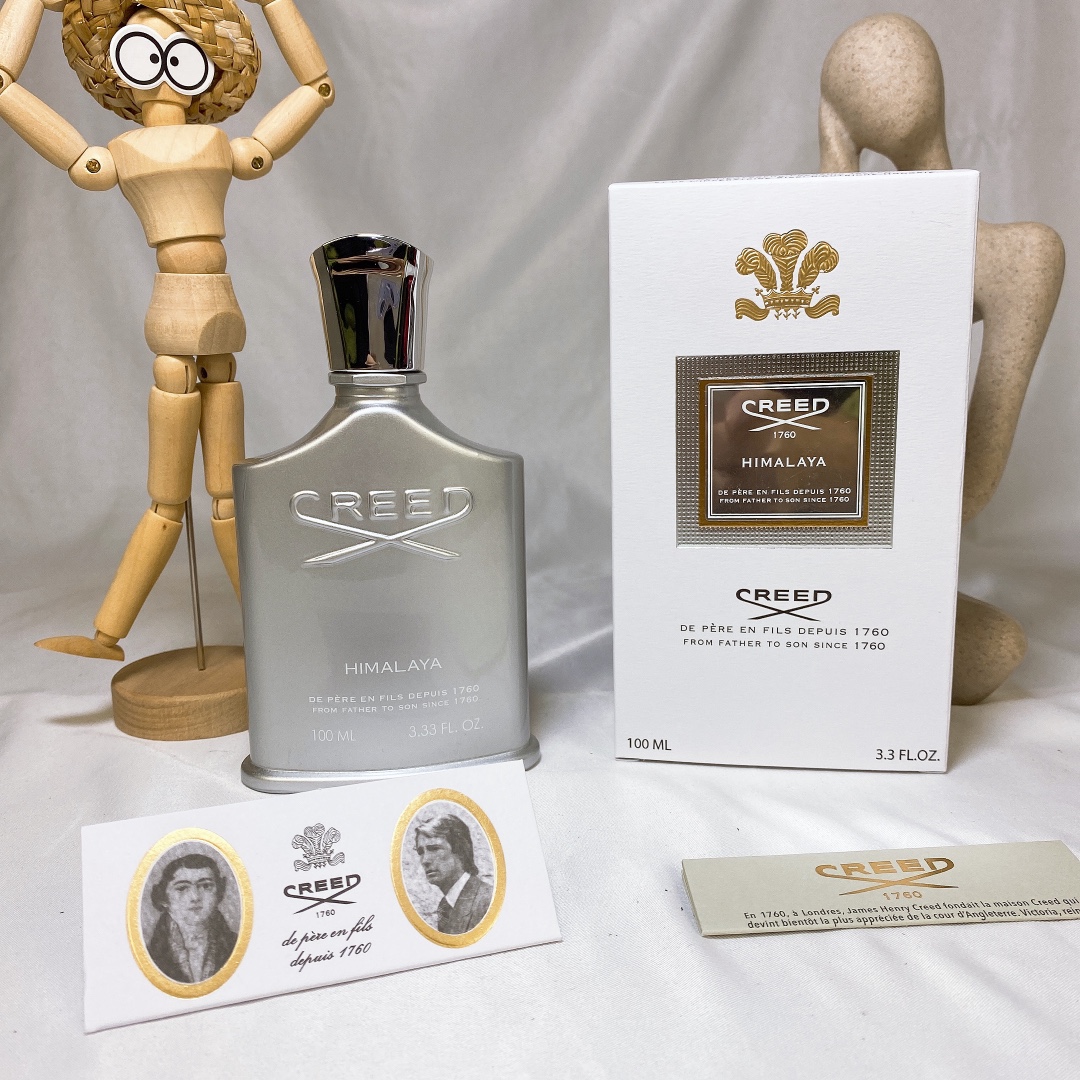 CREED
1760
HIMALAYA
DE PÈRE EN FILS DEPUIS 1760
FROM FATHER TO SON SINCE 1760
CREED
DE PÈRE EN FILS DEPUIS 1760
FROM FATHER TO SON SINCE 1760
100 ML
3.3 FL.OZ.
CREED
HIMALAYA
DE PÈRE EN FILS DEPUIS 1760
FROM FATHER TO SON SINCE 1760
100 ML 3.33 FL. OZ.
CREED
1760
de père en fils
depuis 1760
CREED
1760
En 1760, à Londres, James Henry Creed fondait la maison Creed qui
devint bientôt la plus appréciée de la cour d'Angleterre. Victoria,